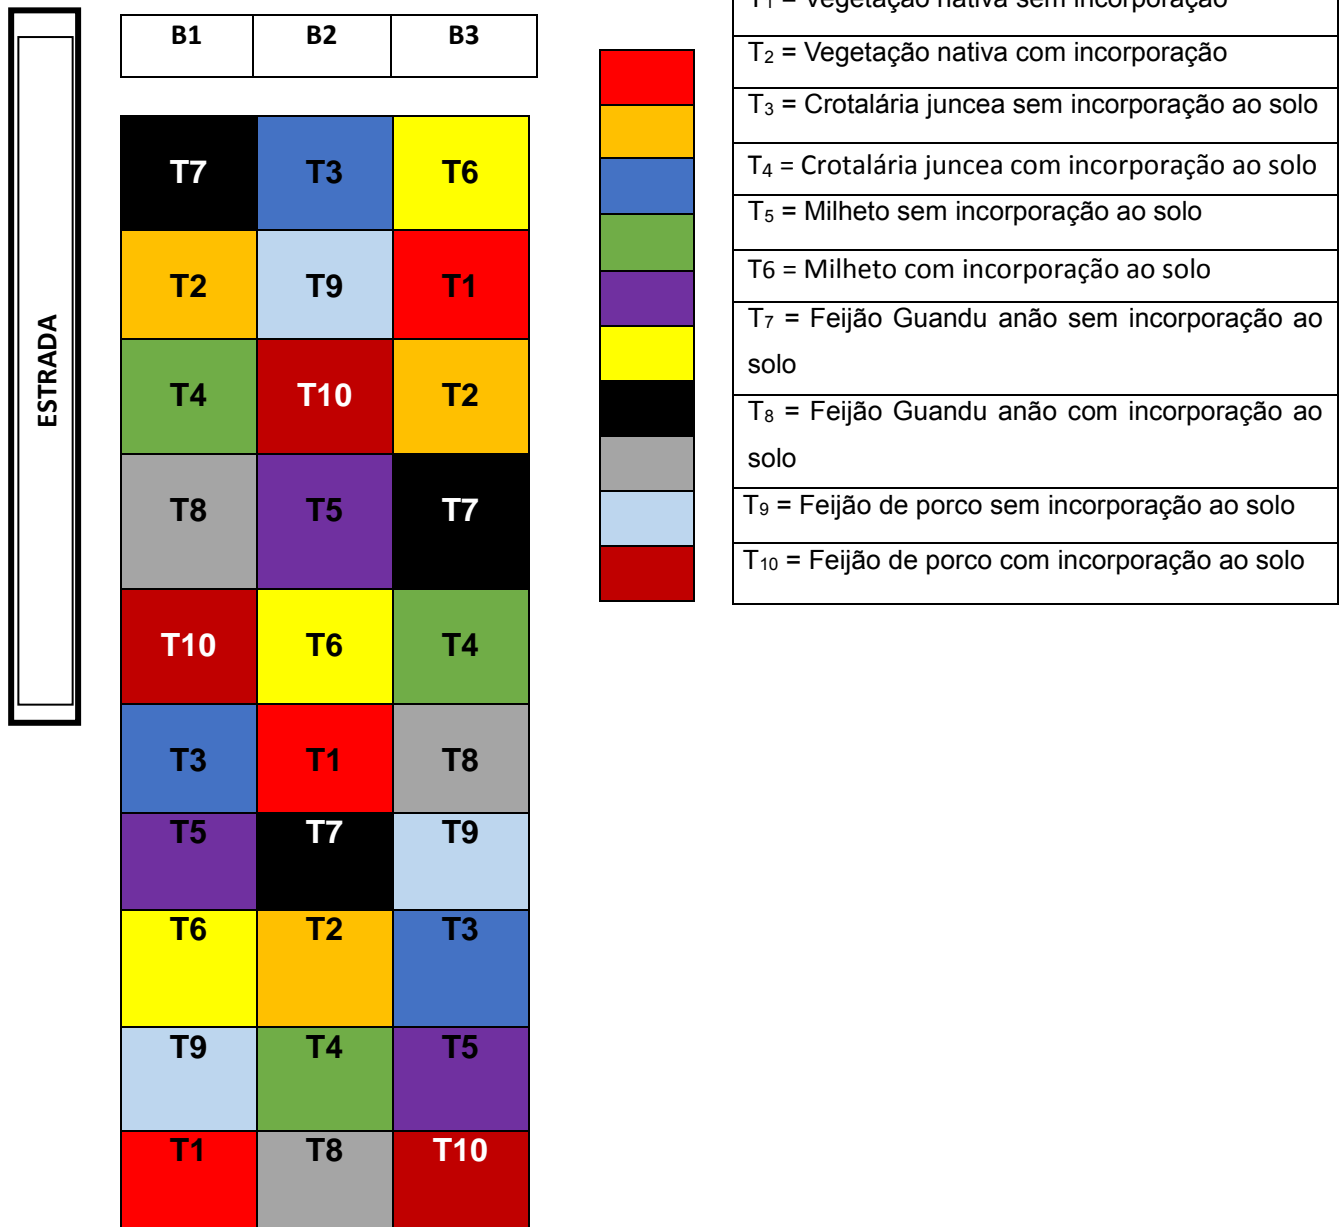 ESTRADA
B1 B2 B3
T7 T3 T6
T2 T9 T1
T4 T10 T2
T8 T5 T7
T10 T6 T4
T3 T1 T8
T5 T7 T9
T6 T2 T3
T9 T4 T5
T1 T8 T10
T1 = Vegetação nativa sem incorporação
T2 = Vegetação nativa com incorporação
T3 = Crotalária juncea sem incorporação ao solo
T4 = Crotalária juncea com incorporação ao solo
T5 = Milheto sem incorporação ao solo
T6 = Milheto com incorporação ao solo
T7 = Feijão Guandu anão sem incorporação ao
solo
T8 = Feijão Guandu anão com incorporação ao
solo
T9 = Feijão de porco sem incorporação ao solo
T10 = Feijão de porco com incorporação ao solo